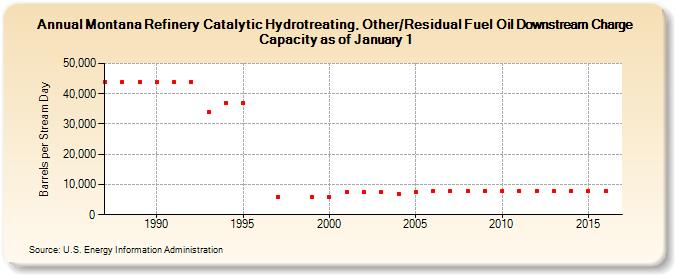 Annual Montana Refinery Catalytic Hydrotreating, Other/Residual Fuel Oil Downstream Charge
Capacity as of January 1
Barrels per Stream Day
50,000
40,000
30,000
20,000
10,000
0
1990 1995 2000 2005 2010 2015
Source: U.S. Energy Information Administration